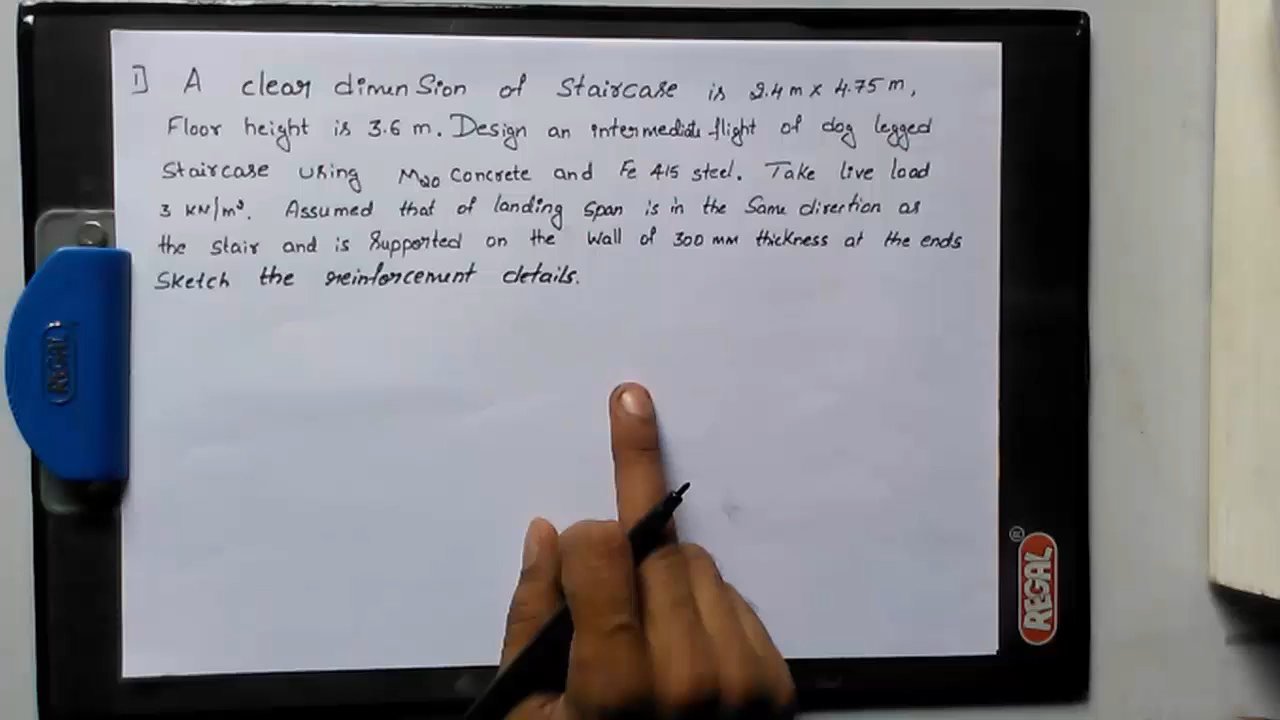 1] A clear dimension of Staircase is 2.4 m x 4.75 m,
Floor height is 3.6 m. Design an intermediate flight of dog legged
Staircase using M20 Concrete and Fe 415 steel. Take live load
3 KN/m². Assumed that of landing span is in the same direction as
the stair and is supported on the wall of 300 mm thickness at the ends
Sketch the reinforcement details.
REGAL
REGAL ®